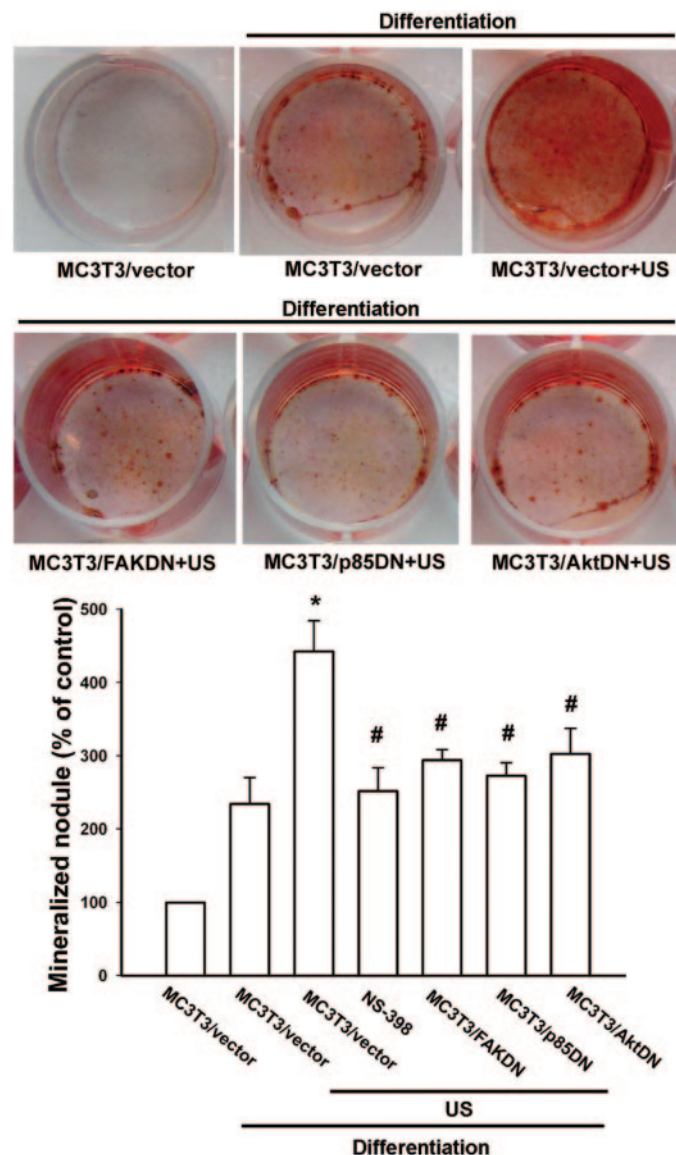 Differentiation
MC3T3/vector
MC3T3/vector
MC3T3/vector+US
Differentiation
MC3T3/FAKDN+US
MC3T3/p85DN+US
MC3T3/AktDN+US
Mineralized nodule (% of control)
500
400
300
200
100
0
*
#
#
#
#
MC3T3/vector
MC3T3/vector
MC3T3/vector
NS-398
MC3T3/FAKDN
MC3T3/p85DN
MC3T3/AktDN
US
Differentiation